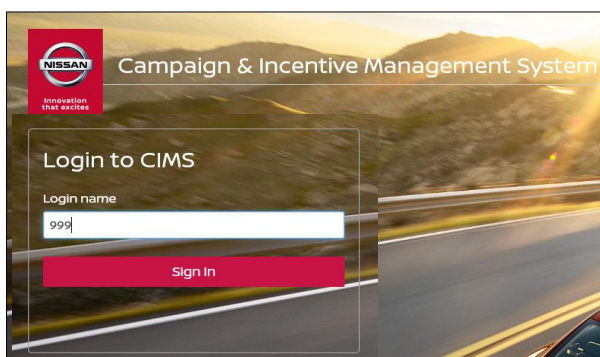 NISSAN
Campaign & Incentive Management System
Innovation
that excites
Login to CIMS
Login name
999
Sign In